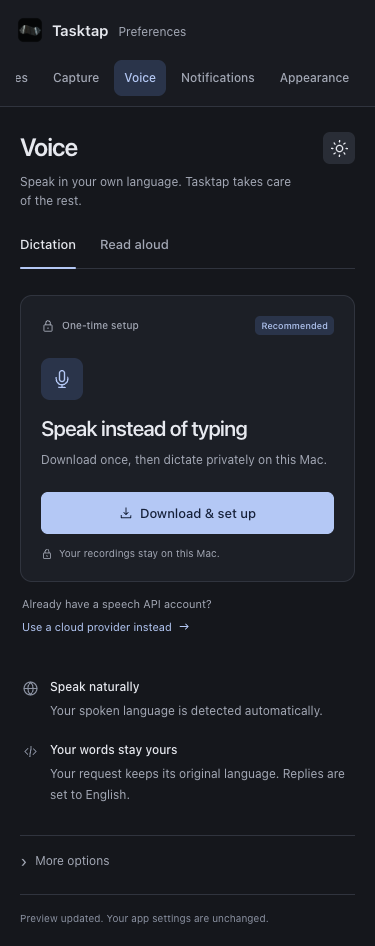 Tasktap Preferences
es Capture Voice Notifications Appearance
Voice
Speak in your own language. Tasktap takes care
of the rest.
Dictation Read aloud
One-time setup Recommended
Speak instead of typing
Download once, then dictate privately on this Mac.
Download & set up
Your recordings stay on this Mac.
Already have a speech API account?
Use a cloud provider instead →
Speak naturally
Your spoken language is detected automatically.
Your words stay yours
Your request keeps its original language. Replies are
set to English.
More options
Preview updated. Your app settings are unchanged.